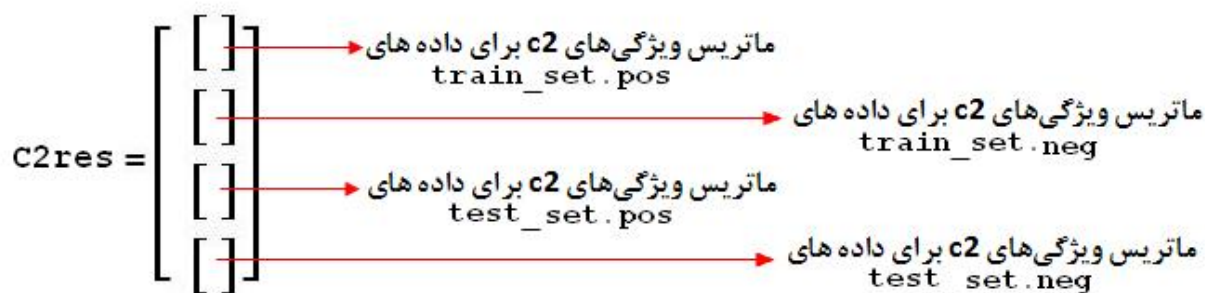 ماتریس ویژگی‌های c2 برای داده های
train_set.pos
ماتریس ویژگی‌های c2 برای داده های
train_set.neg
C2res =
ماتریس ویژگی‌های c2 برای داده های
test_set.pos
ماتریس ویژگی‌های c2 برای داده های
test_set.neg